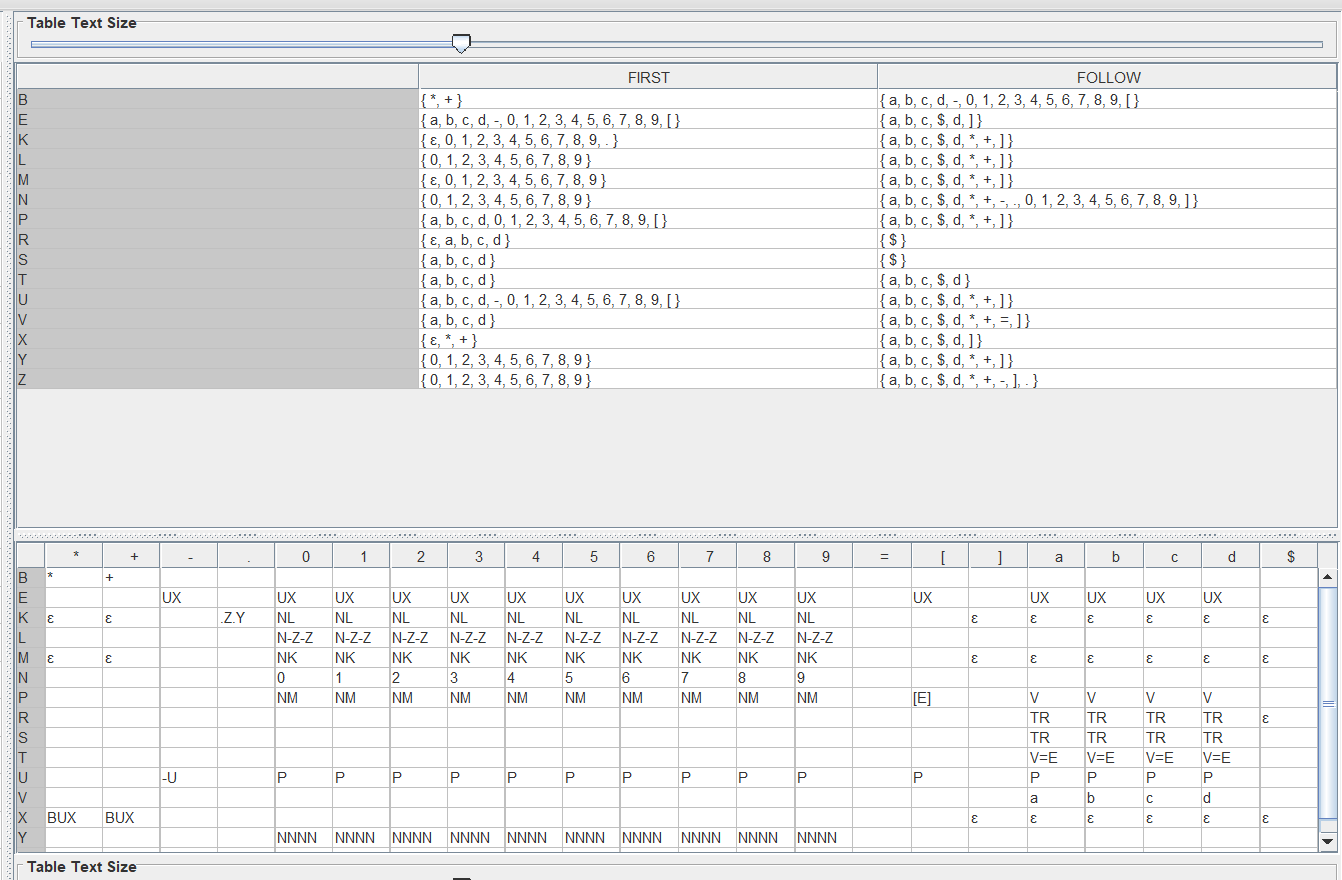 Table Text Size
FIRST FOLLOW
B { *, + } { a, b, c, d, -, 0, 1, 2, 3, 4, 5, 6, 7, 8, 9, [ }
E { a, b, c, d, -, 0, 1, 2, 3, 4, 5, 6, 7, 8, 9, [ } { a, b, c, $, d, ] }
K { ε, 0, 1, 2, 3, 4, 5, 6, 7, 8, 9, . } { a, b, c, $, d, *, +, ] }
L { 0, 1, 2, 3, 4, 5, 6, 7, 8, 9 } { a, b, c, $, d, *, +, ] }
M { ε, 0, 1, 2, 3, 4, 5, 6, 7, 8, 9 } { a, b, c, $, d, *, +, ] }
N { 0, 1, 2, 3, 4, 5, 6, 7, 8, 9 } { a, b, c, $, d, *, +, -, ., 0, 1, 2, 3, 4, 5, 6, 7, 8, 9, ] }
P { a, b, c, d, 0, 1, 2, 3, 4, 5, 6, 7, 8, 9, [ } { a, b, c, $, d, *, +, ] }
R { ε, a, b, c, d } { $ }
S { a, b, c, d } { $ }
T { a, b, c, d } { a, b, c, $, d }
U { a, b, c, d, -, 0, 1, 2, 3, 4, 5, 6, 7, 8, 9, [ } { a, b, c, $, d, *, +, ] }
V { a, b, c, d } { a, b, c, $, d, *, +, =, ] }
X { ε, *, + } { a, b, c, $, d, ] }
Y { 0, 1, 2, 3, 4, 5, 6, 7, 8, 9 } { a, b, c, $, d, *, +, ] }
Z { 0, 1, 2, 3, 4, 5, 6, 7, 8, 9 } { a, b, c, $, d, *, +, -, ], . }
* + - . 0 1 2 3 4 5 6 7 8 9 = [ ] a b c d $
B * +
E UX UX UX UX UX UX UX UX UX UX UX UX UX UX UX UX
K ε ε .Z.Y NL NL NL NL NL NL NL NL NL NL ε ε ε ε ε ε
L N-Z-Z N-Z-Z N-Z-Z N-Z-Z N-Z-Z N-Z-Z N-Z-Z N-Z-Z N-Z-Z N-Z-Z
M ε ε NK NK NK NK NK NK NK NK NK NK ε ε ε ε ε ε
N 0 1 2 3 4 5 6 7 8 9
P NM NM NM NM NM NM NM NM NM NM [E] V V V V
R TR TR TR TR ε
S TR TR TR TR
T V=E V=E V=E V=E
U -U P P P P P P P P P P P P P P P
V a b c d
X BUX BUX ε ε ε ε ε ε
Y NNNN NNNN NNNN NNNN NNNN NNNN NNNN NNNN NNNN NNNN
Table Text Size